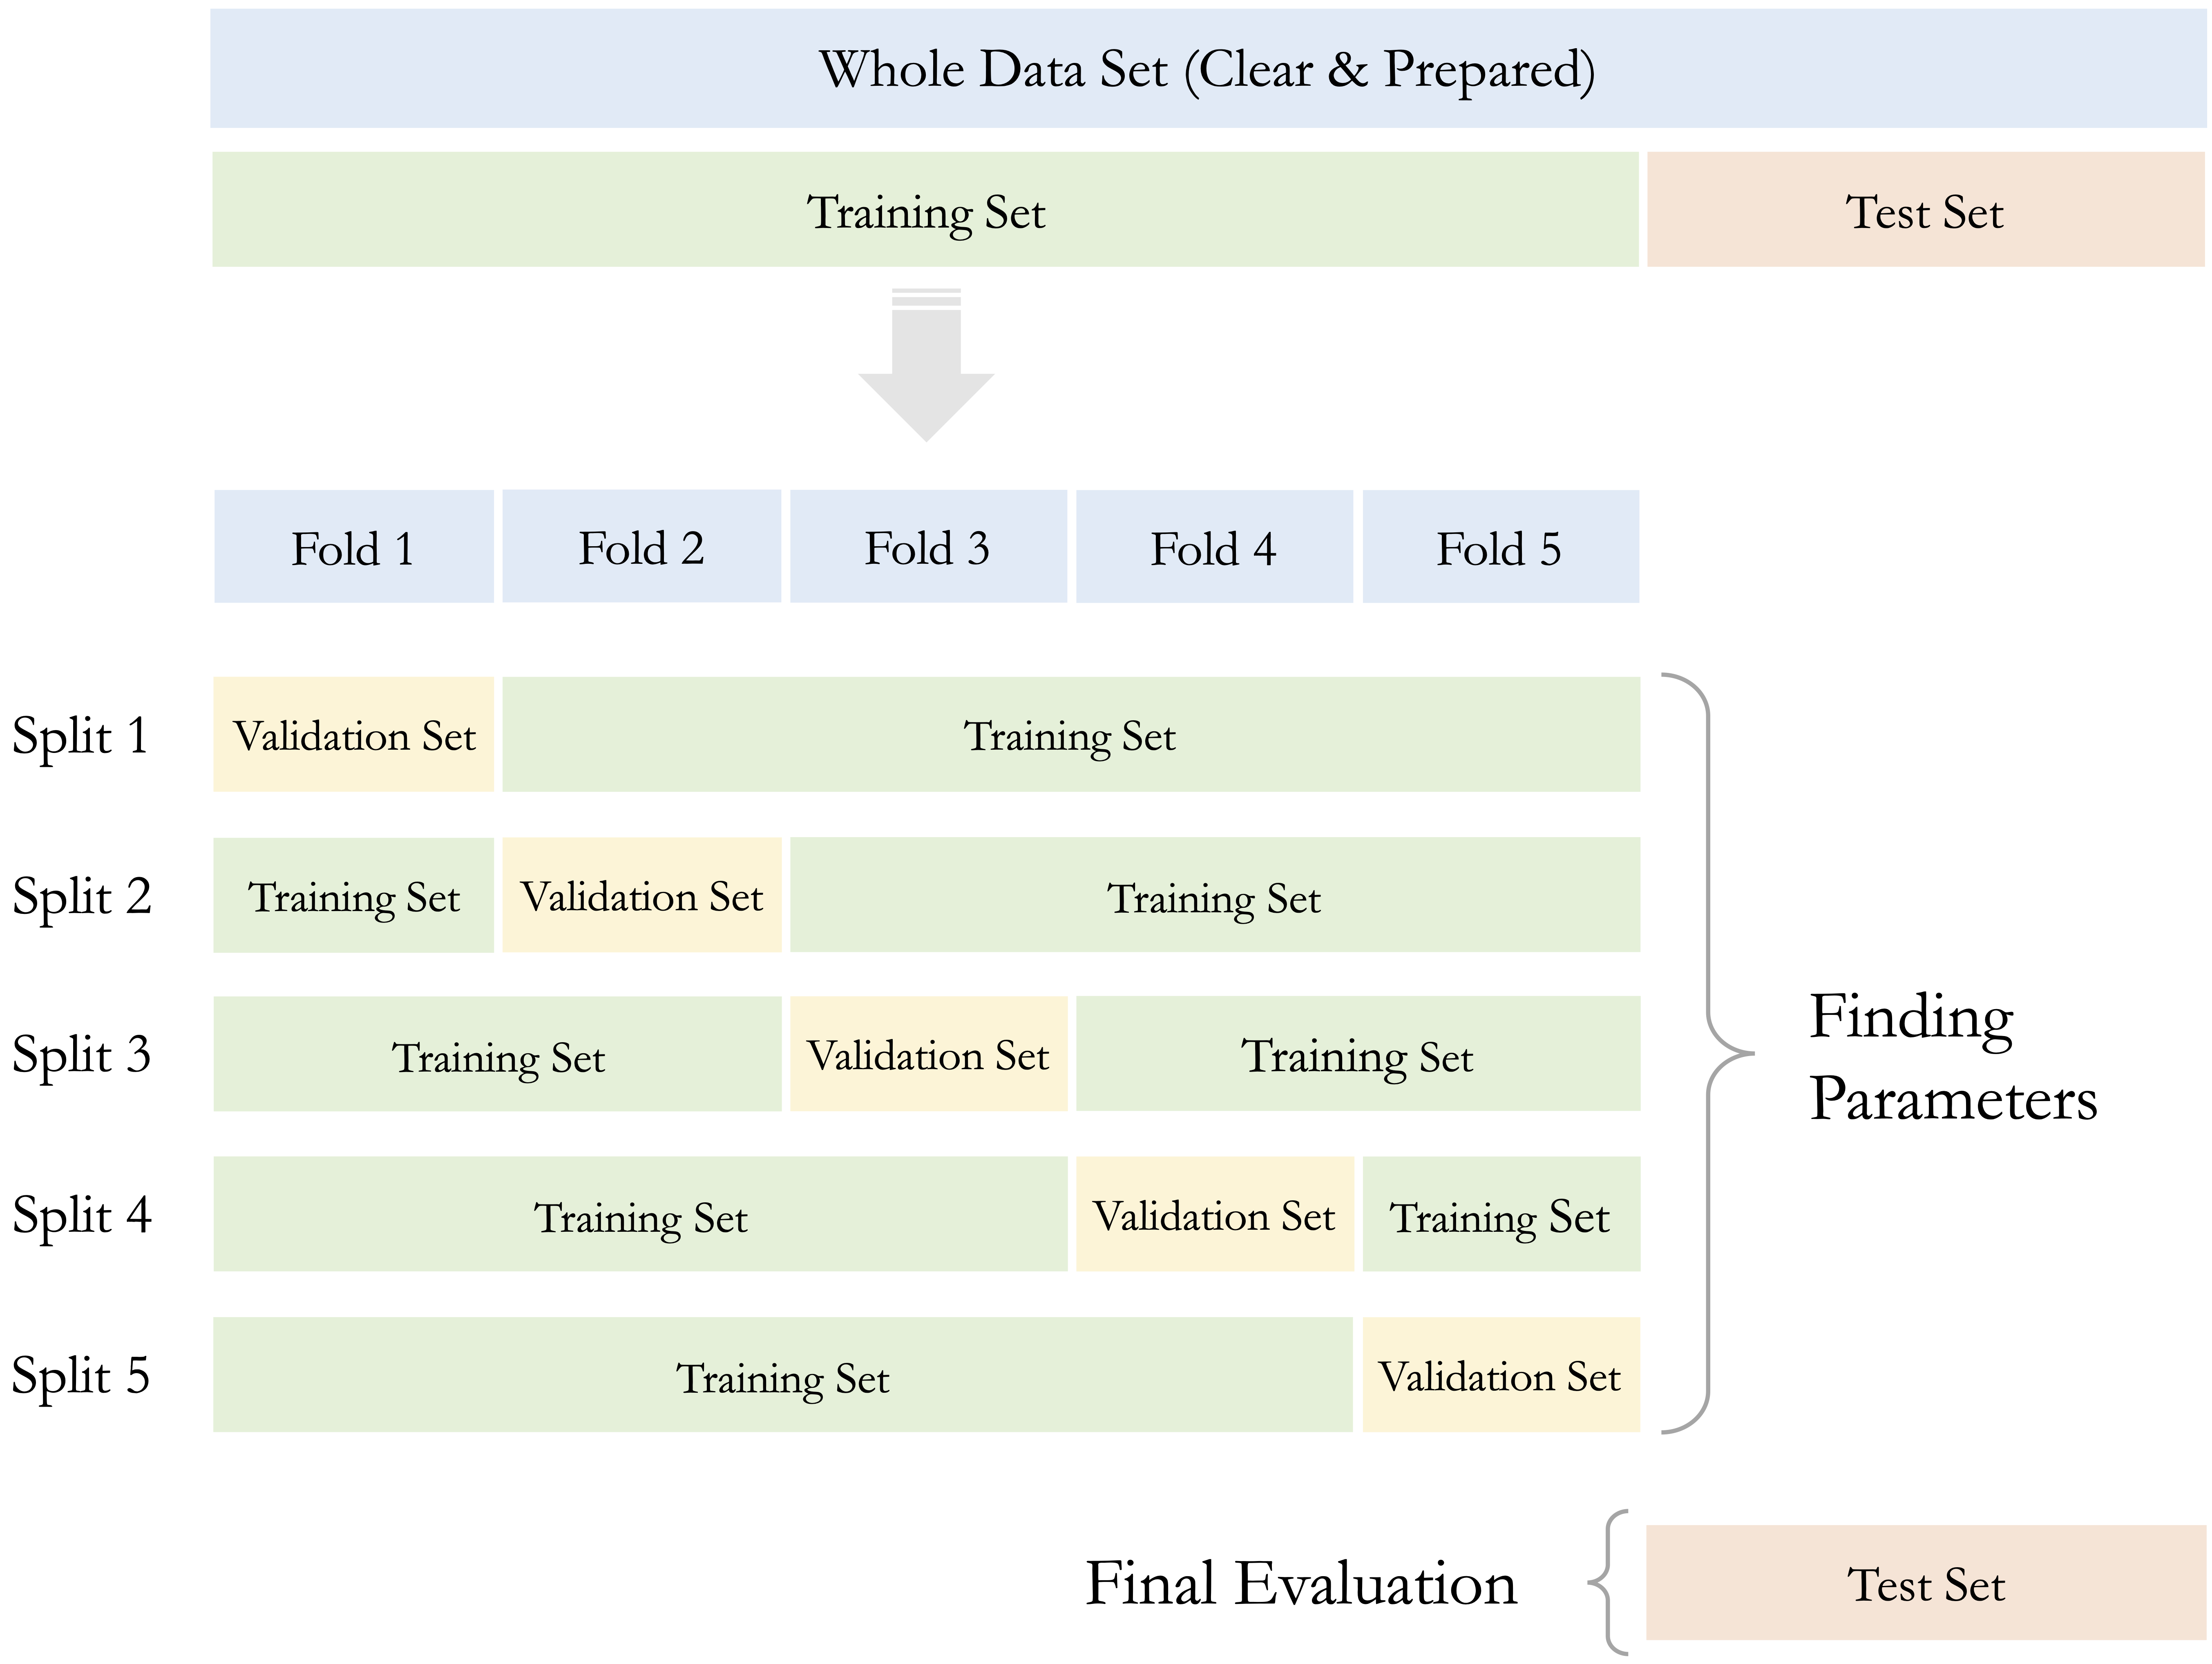 Whole Data Set (Clear & Prepared)
Training Set
Test Set
Fold 1
Fold 2
Fold 3
Fold 4
Fold 5
Split 1
Validation Set
Training Set
Split 2
Training Set
Validation Set
Training Set
Split 3
Training Set
Validation Set
Training Set
Split 4
Training Set
Validation Set
Training Set
Split 5
Training Set
Validation Set
Finding
Parameters
Final Evaluation
Test Set